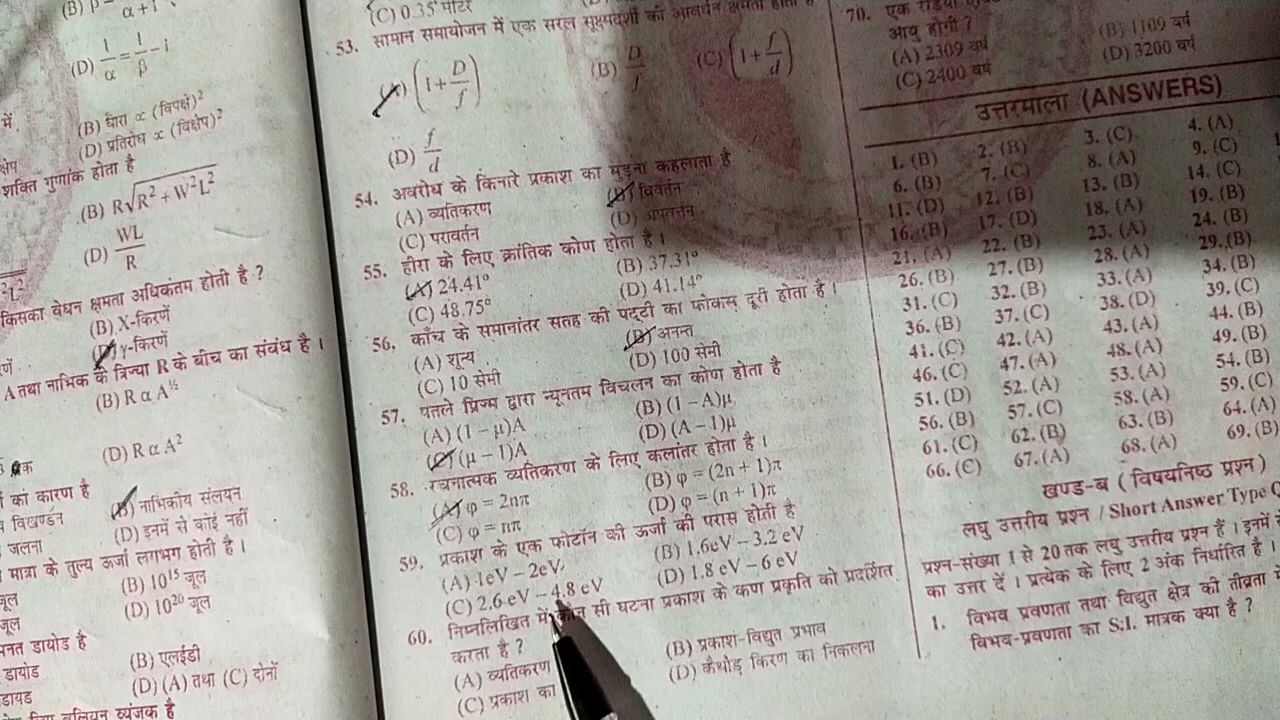 (B)
α+1
(D) 1/α = 1/β − 1
में,
(B) धारा ∝ (विपक्षे)²
(D) प्रतिरोध ∝ (विक्षेप)²
शक्ति गुणांक होता है
(B) R√R² + W²L²
(D) WL/R
किसका बेधन क्षमता अधिकतम होती है ?
(B) X-किरणें
(D) γ-किरणें
A तथा नाभिक के त्रिज्या R के बीच का संबंध है ।
(B) R α A^½
(D) R α A²
का कारण है
(B) नाभिकीय संलयन
विखण्डन
(D) इनमें से कोई नहीं
जलना
मात्रा के तुल्य ऊर्जा लगभग होती है ।
(B) 10¹⁵ जूल
जूल
(D) 10²⁰ जूल
जूल
डायोड है
(B) एलईडी
डायोड
(D) (A) तथा (C) दोनों
डायड
व्यंजक है
(C) 0.35 मीटर
53. सामान समायोजन में एक सरल सूक्ष्मदर्शी की आवर्धन क्षमता होती है
(A) (1 + D/f)
(B) D/f
(C) (1 + f/d)
(D) f/d
54. अवरोध के किनारे प्रकाश का मुड़ना कहलाता है
(A) व्यतिकरण
(B) विवर्तन
(C) परावर्तन
(D) अपवर्त्तन
55. हीरा के लिए क्रांतिक कोण होता है ।
(A) 24.41°
(B) 37.31°
(C) 48.75°
(D) 41.14°
56. काँच के समानांतर सतह की पट्टी का फोकस दूरी होता है ।
(A) शून्य
(B) अनन्त
(C) 10 सेमी
(D) 100 सेमी
57. पतले प्रिज्म द्वारा न्यूनतम विचलन का कोण होता है
(A) (1 − μ)A
(B) (1 − A)μ
(C) (μ − 1)A
(D) (A − 1)μ
58. रचनात्मक व्यतिकरण के लिए कलांतर होता है ।
(A) φ = 2nπ
(B) φ = (2n + 1)π
(C) φ = nπ
(D) φ = (n + 1)π
59. प्रकाश के एक फोटॉन की ऊर्जा की परास होती है
(A) 1eV − 2eV
(B) 1.6eV − 3.2 eV
(C) 2.6 eV − 4.8 eV
(D) 1.8 eV − 6 eV
60. निम्नलिखित में कौन सी घटना प्रकाश के कण प्रकृति को प्रदर्शित
करता है ?
(A) व्यतिकरण
(B) प्रकाश-विद्युत प्रभाव
(C) प्रकाश का
(D) कैथोड़ किरण का निकलना
70. एक
आयु होगी ?
(A) 2309 वर्ष
(B) 1109 वर्ष
(C) 2400 वर्ष
(D) 3200 वर्ष
उत्तरमाला (ANSWERS)
1. (B) 2. (B) 3. (C) 4. (A)
6. (B) 7. (C) 8. (A) 9. (C)
11. (D) 12. (B) 13. (B) 14. (C)
16. (B) 17. (D) 18. (A) 19. (B)
21. (A) 22. (B) 23. (A) 24. (B)
26. (B) 27. (B) 28. (A) 29. (B)
31. (C) 32. (B) 33. (A) 34. (B)
36. (B) 37. (C) 38. (D) 39. (C)
41. (C) 42. (A) 43. (A) 44. (B)
46. (C) 47. (A) 48. (A) 49. (B)
51. (D) 52. (A) 53. (A) 54. (B)
56. (B) 57. (C) 58. (A) 59. (C)
61. (C) 62. (B) 63. (B) 64. (A)
66. (C) 67. (A) 68. (A) 69. (B)
खण्ड-ब ( विषयनिष्ठ प्रश्न )
लघु उत्तरीय प्रश्न / Short Answer Type
प्रश्न-संख्या 1 से 20 तक लघु उत्तरीय प्रश्न हैं । इनमें
का उत्तर दें । प्रत्येक के लिए 2 अंक निर्धारित है ।
1. विभव प्रवणता तथा विद्युत क्षेत्र की तीव्रता
विभव-प्रवणता का S.I. मात्रक क्या है ?